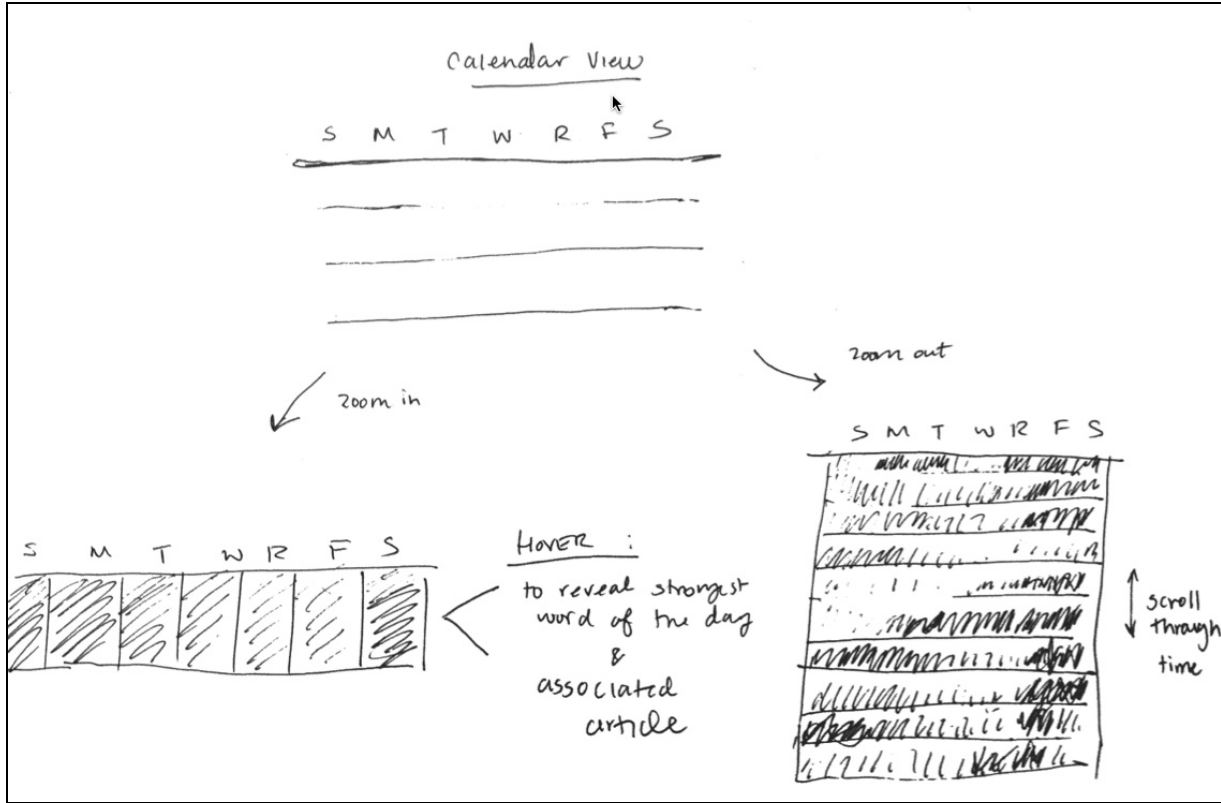 Calendar View
S M T W R F S
zoom in
zoom out
S M T W R F S
HOVER :
to reveal strongest
word of the day
&
associated
article
S M T W R F S
scroll
through
time